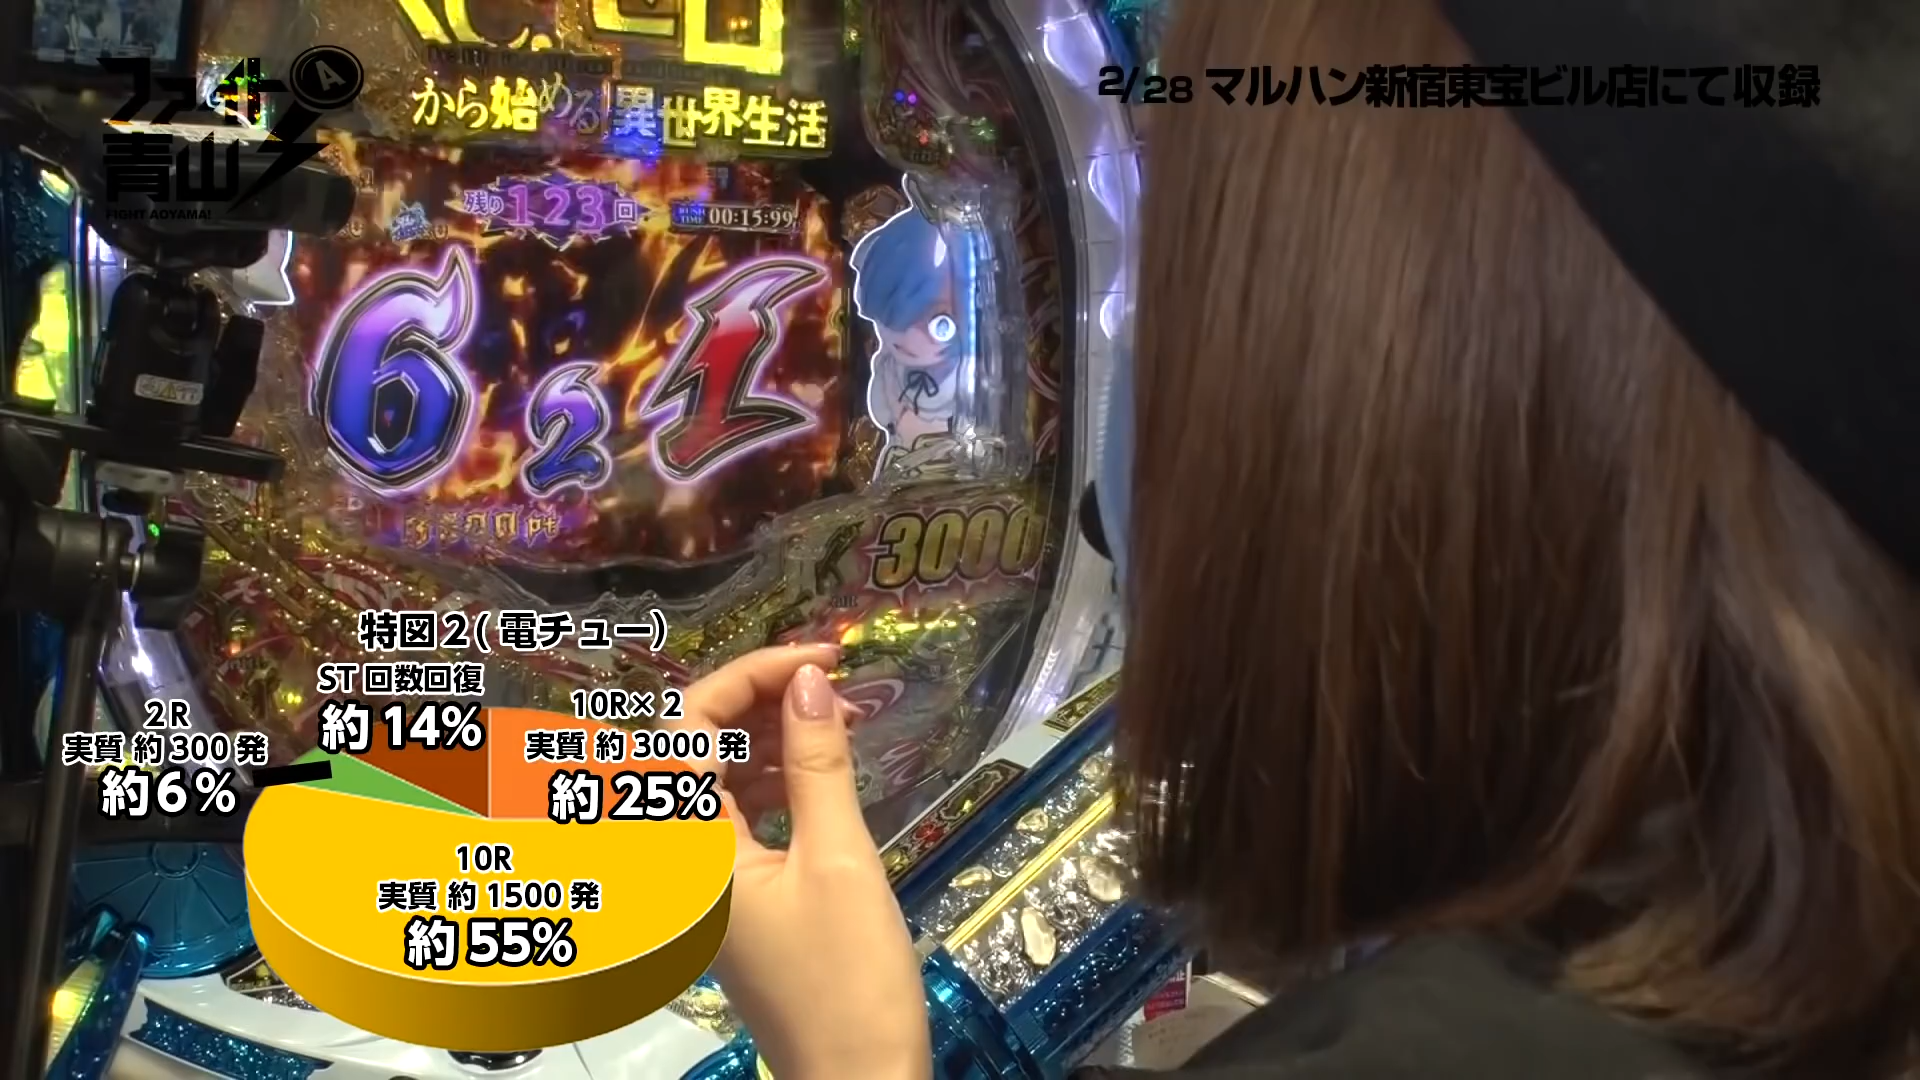 ファイト
A
青山
FIGHT AOYAMA!
2/28 マルハン新宿東宝ビル店にて収録
から始める異世界生活
残り123回
RUSH TIME 00:15:99
6 2 1
3000
特図2(電チュー)
ST回数回復
約14%
10R×2
実質 約3000発
約25%
2R
実質 約300発
約6%
10R
実質 約1500発
約55%